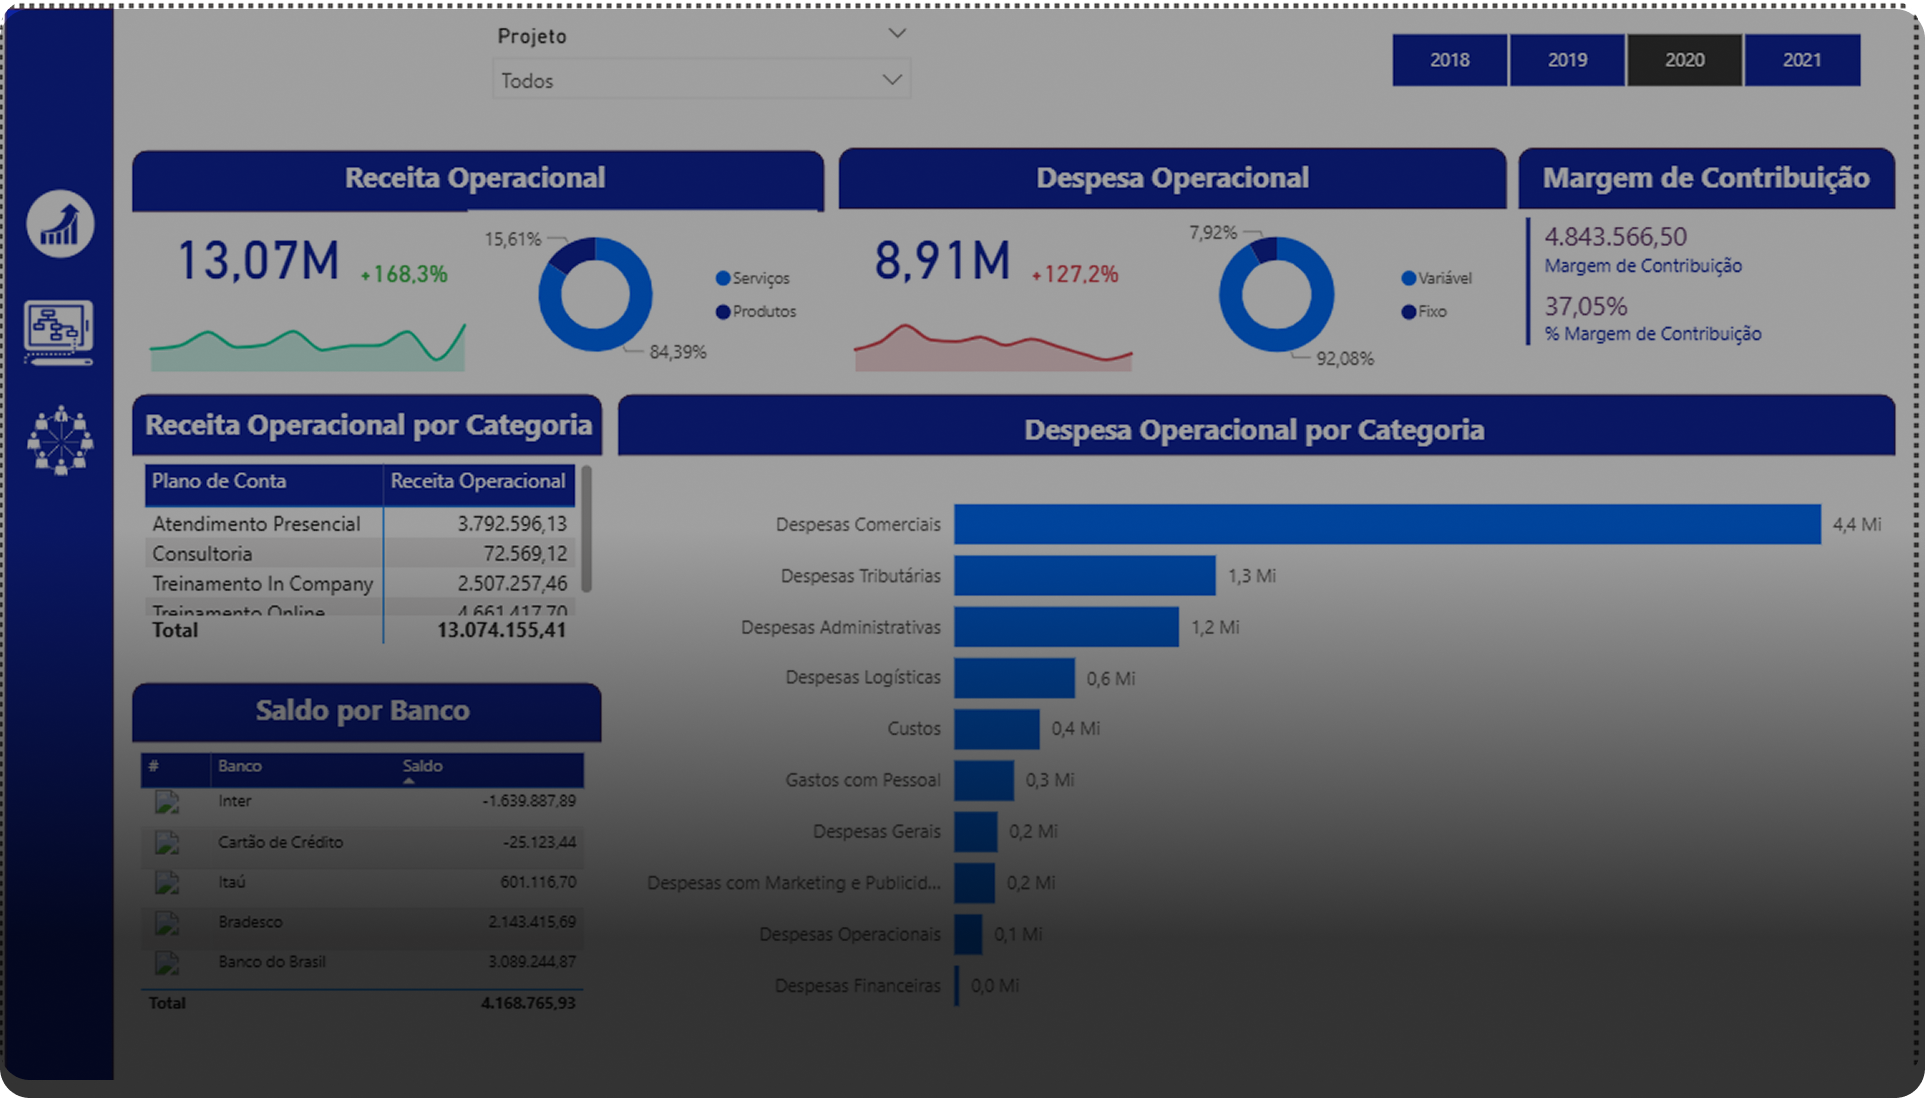 Projeto
Todos
2018 2019 2020 2021
Receita Operacional
13,07M +168,3%
15,61%
84,39%
Serviços
Produtos
Despesa Operacional
8,91M +127,2%
7,92%
92,08%
Variável
Fixo
Margem de Contribuição
4.843.566,50
Margem de Contribuição
37,05%
% Margem de Contribuição
Receita Operacional por Categoria
Plano de Conta Receita Operacional
Atendimento Presencial 3.792.596,13
Consultoria 72.569,12
Treinamento In Company 2.507.257,46
Treinamento Online 4.661.417,70
Total 13.074.155,41
Saldo por Banco
# Banco Saldo
Inter -1.639.887,89
Cartão de Crédito -25.123,44
Itaú 601.116,70
Bradesco 2.143.415,69
Banco do Brasil 3.089.244,87
Total 4.168.765,93
Despesa Operacional por Categoria
Despesas Comerciais 4,4 Mi
Despesas Tributárias 1,3 Mi
Despesas Administrativas 1,2 Mi
Despesas Logísticas 0,6 Mi
Custos 0,4 Mi
Gastos com Pessoal 0,3 Mi
Despesas Gerais 0,2 Mi
Despesas com Marketing e Publicid... 0,2 Mi
Despesas Operacionais 0,1 Mi
Despesas Financeiras 0,0 Mi